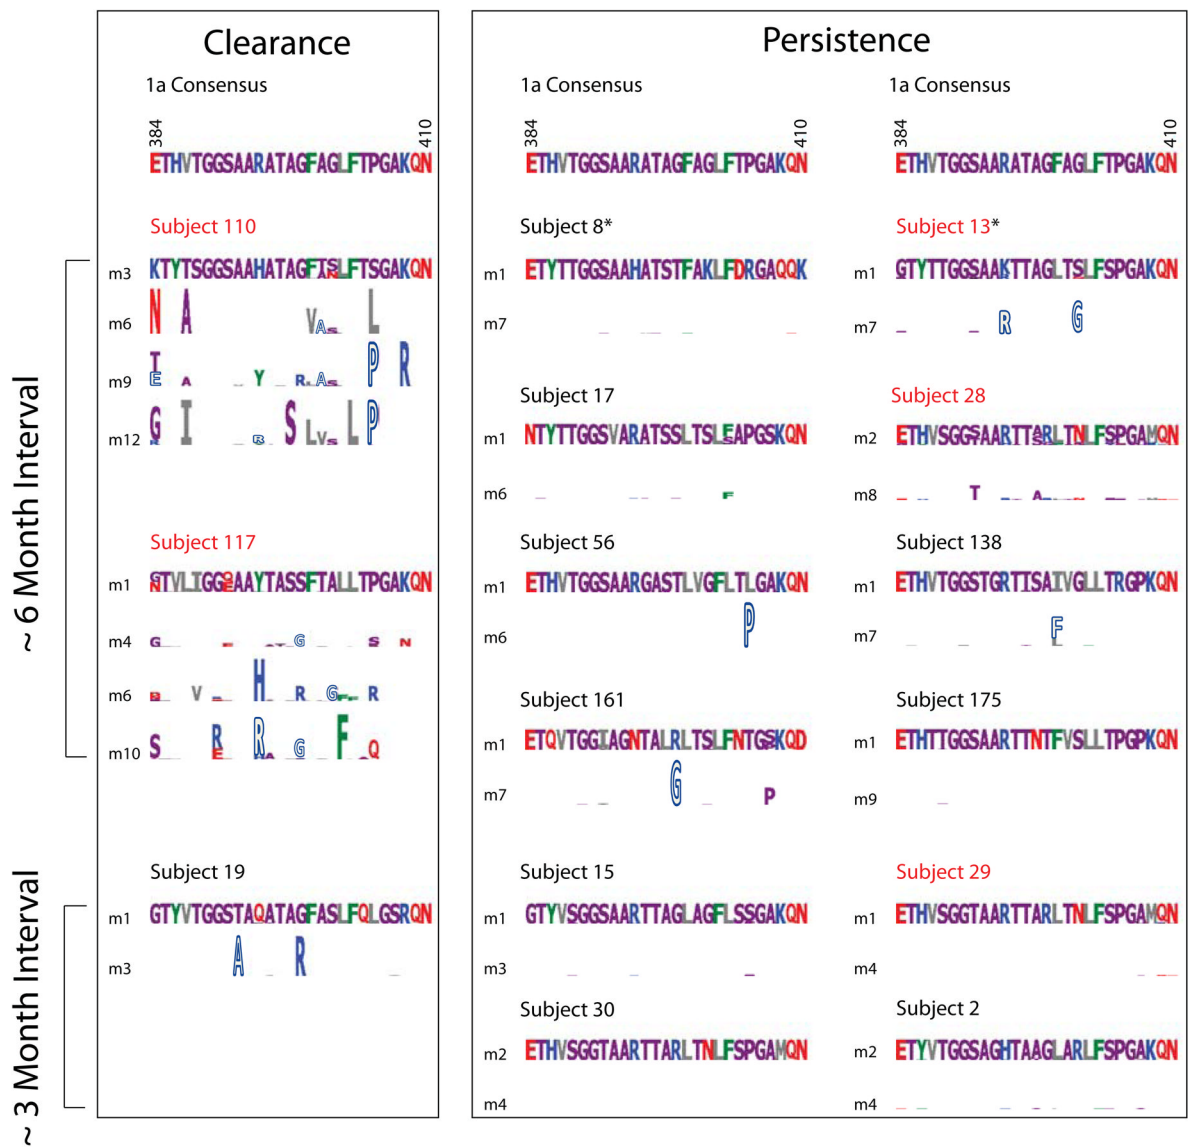 Clearance
1a Consensus
384
410
ETHVTGGSAARATAGFAGLFTPGAKQN
Subject 110
m3
m6
N A V A s L
m9
m12
Subject 117
m1
m4
m6
m10
Subject 19
m1 GTYVTGGSTAQATAGFASLFQLGSRQN
m3 A R
Persistence
1a Consensus
384
410
ETHVTGGSAARATAGFAGLFTPGAKQN
1a Consensus
384
410
ETHVTGGSAARATAGFAGLFTPGAKQN
Subject 8*
m1 ETYTTGGSAAHATSTFAKLFDRGAQQK
m7
Subject 13*
m1 GTYTTGGSAAKTTAGLTSLFSPGAKQN
m7 R G
Subject 17
m1
m6 F
Subject 28
m2
m8 T A
Subject 56
m1 ETHVTGGSAARGASTLVGFLTLGAKQN
m6 P
Subject 138
m1 ETHVTGGSTGRTISAIVGLLTRGPKQN
m7 F
Subject 161
m1 ETQVTGGIAGNTALRLTSLFNTGSKQD
m7 G P
Subject 175
m1 ETHTTGGSAARTTNTFVSLLTPGPKQN
m9
Subject 15
m1 GTYVSGGSAARTTAGLAGFLSSGAKQN
m3
Subject 29
m1 ETHVSGGTAARTTARLTNLFSPGAMQN
m4
Subject 30
m2 ETHVSGGTAARTTARLTNLFSPGAMQN
m4
Subject 2
m2 ETYVTGGSAGHTAAGLARLFSPGAKQN
m4
~ 6 Month Interval
~ 3 Month Interval